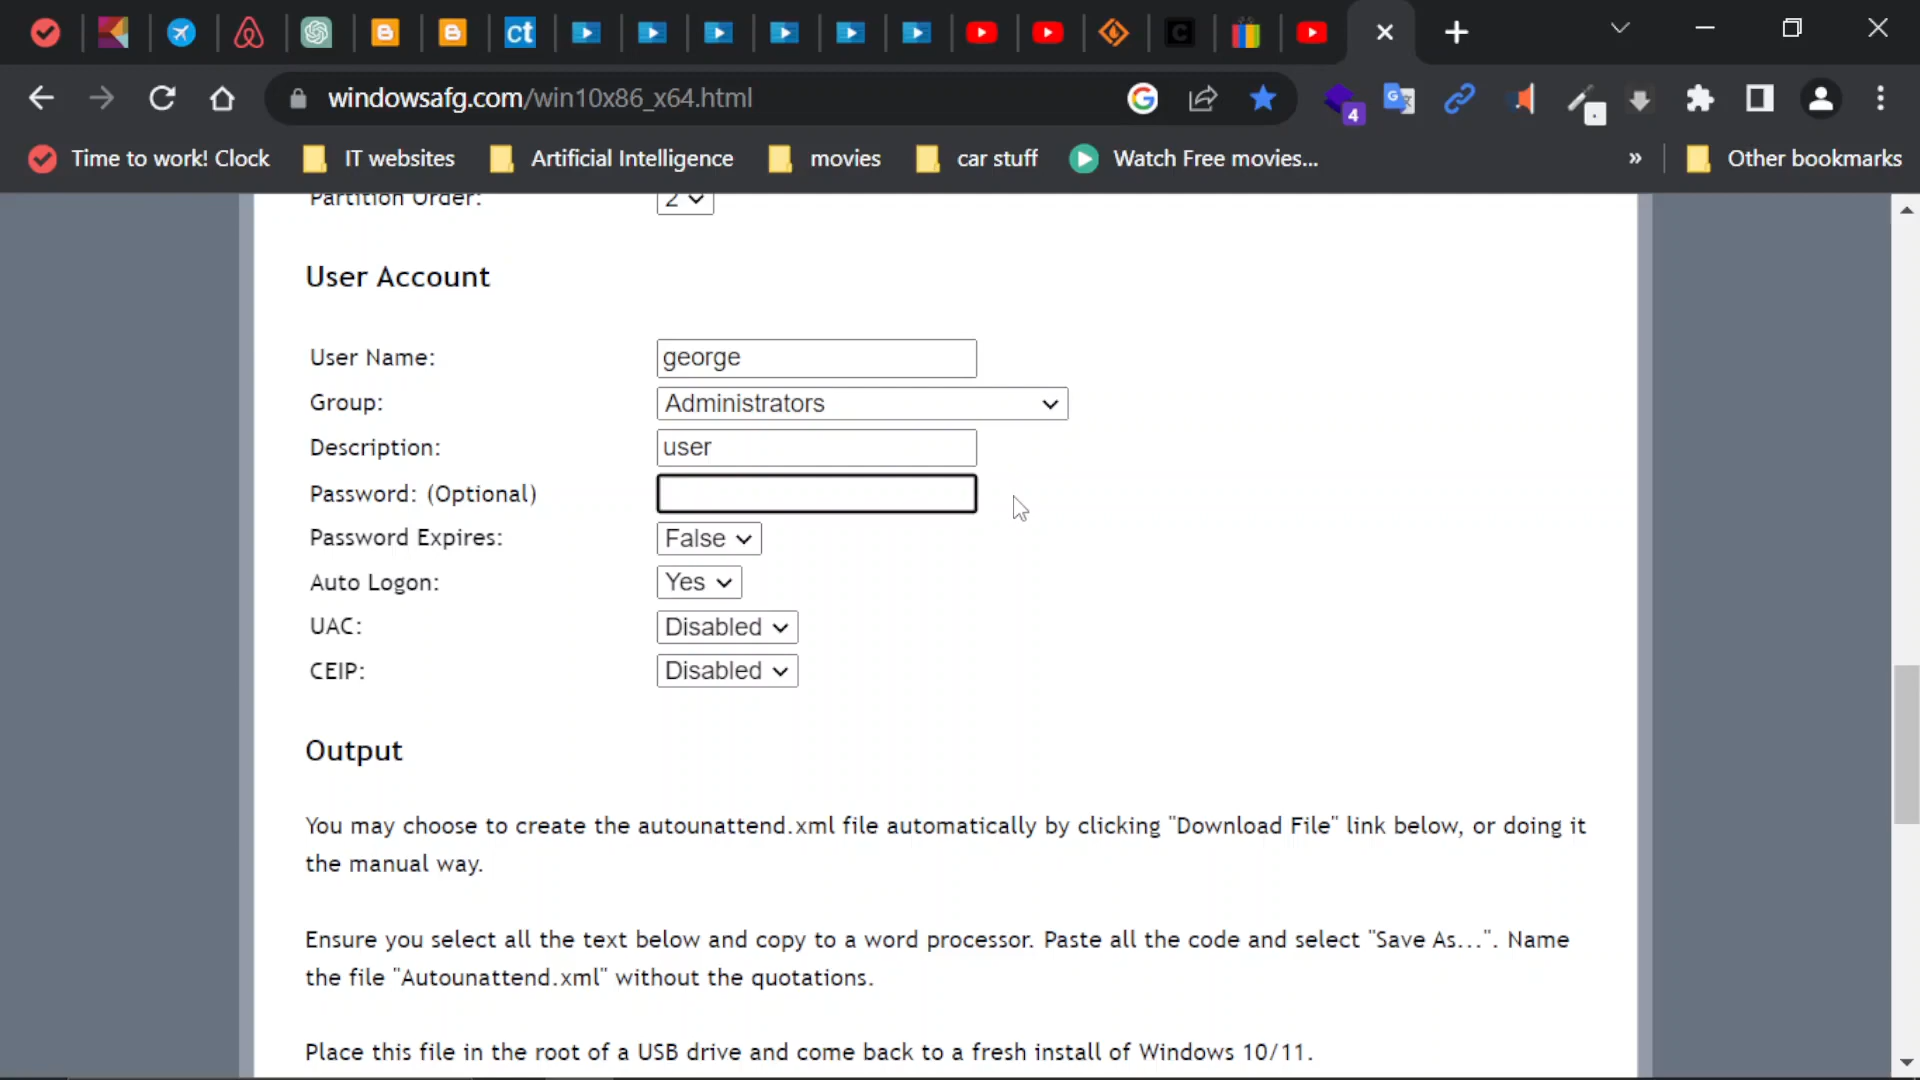 ct
windowsafg.com/win10x86_x64.html
4
Time to work! Clock
IT websites
Artificial Intelligence
movies
car stuff
Watch Free movies...
»
Other bookmarks
Partition Order:
2
User Account
User Name:
george
Group:
Administrators
Description:
user
Password: (Optional)
Password Expires:
False
Auto Logon:
Yes
UAC:
Disabled
CEIP:
Disabled
Output
You may choose to create the autounattend.xml file automatically by clicking "Download File" link below, or doing it
the manual way.
Ensure you select all the text below and copy to a word processor. Paste all the code and select "Save As...". Name
the file "Autounattend.xml" without the quotations.
Place this file in the root of a USB drive and come back to a fresh install of Windows 10/11.